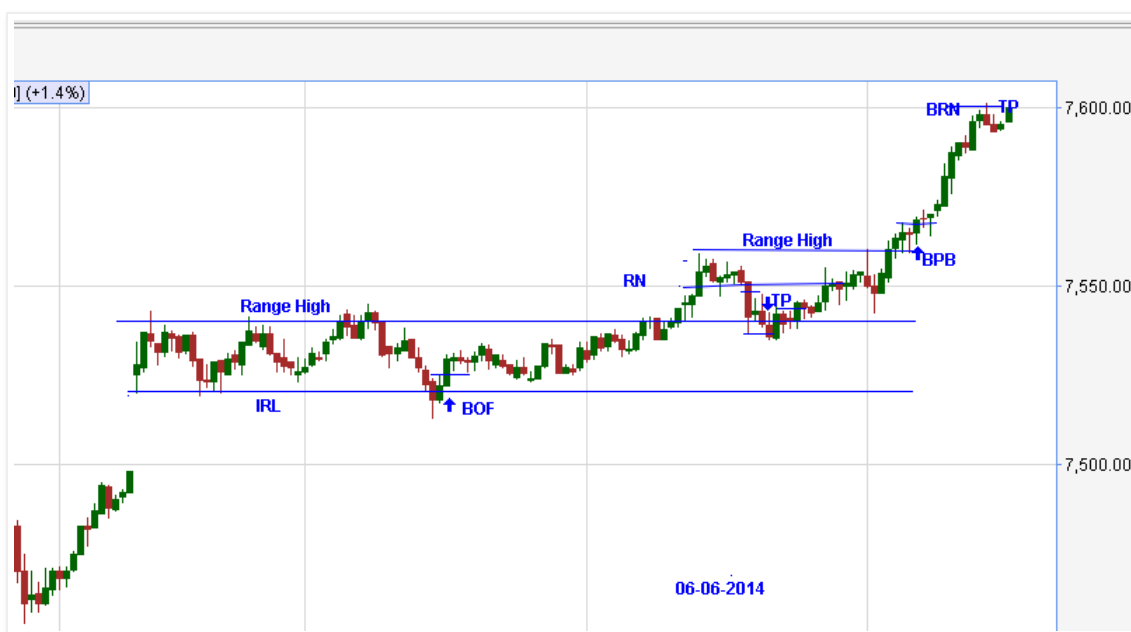 ] (+1.4%)
BRN
TP
7,600.00
Range High
BPB
RN
TP
7,550.00
Range High
IRL
BOF
7,500.00
06-06-2014